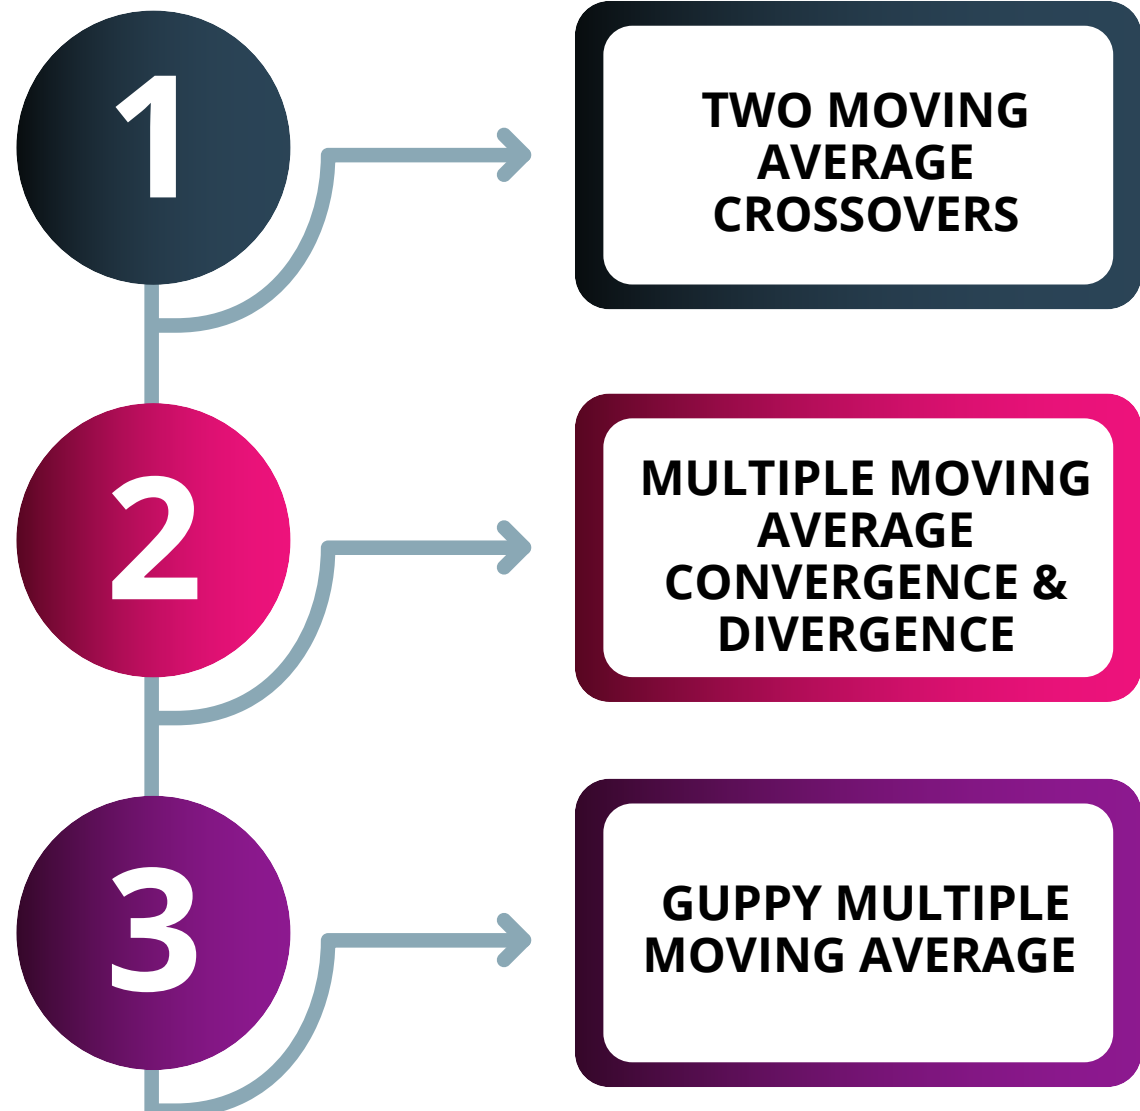 1
TWO MOVING
AVERAGE
CROSSOVERS
2
MULTIPLE MOVING
AVERAGE
CONVERGENCE &
DIVERGENCE
3
GUPPY MULTIPLE
MOVING AVERAGE